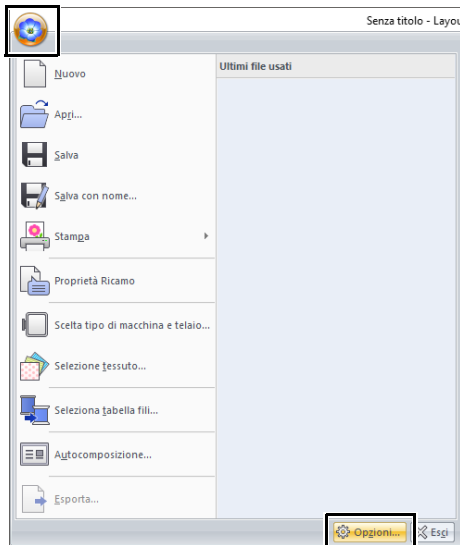 Senza titolo - Layou
Ultimi file usati
Nuovo
Apri...
Salva
Salva con nome...
Stampa
Proprietà Ricamo
Scelta tipo di macchina e telaio...
Selezione tessuto...
Seleziona tabella fili...
Autocomposizione...
Esporta...
Opzioni... Esci